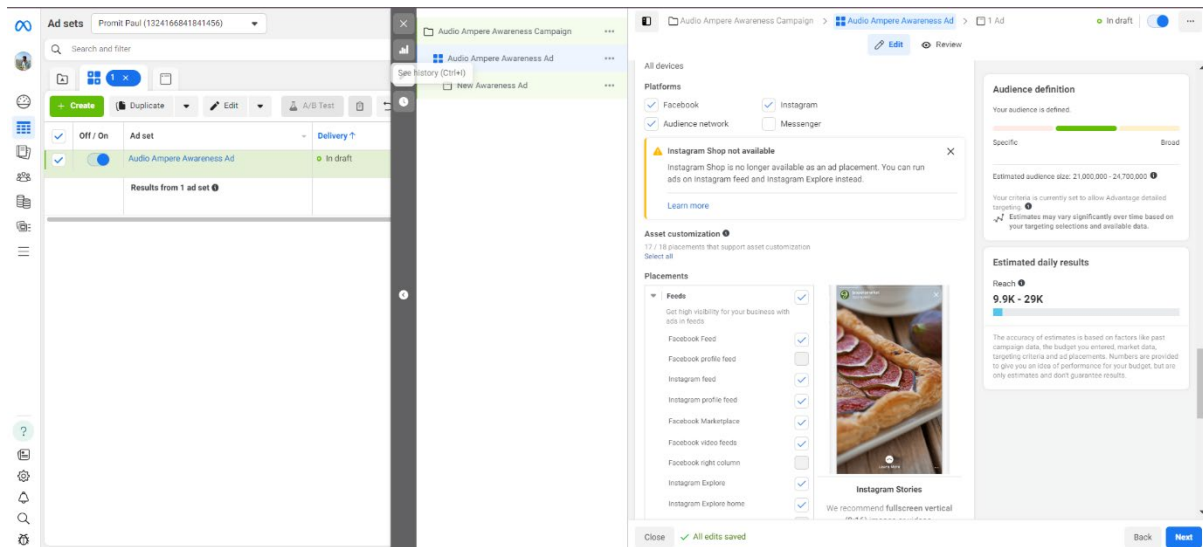 Ad sets
Promit Paul (1324166841841456)
Search and filter
1 ×
+ Create
Duplicate
Edit
A/B Test
Off / On
Ad set
Delivery ↑
Audio Ampere Awareness Ad
In draft
Results from 1 ad set
See history (Ctrl+I)
Audio Ampere Awareness Campaign
Audio Ampere Awareness Ad
New Awareness Ad
Audio Ampere Awareness Campaign > Audio Ampere Awareness Ad > 1 Ad
In draft
Edit
Review
All devices
Platforms
Facebook
Instagram
Audience network
Messenger
Instagram Shop not available
Instagram Shop is no longer available as an ad placement. You can run
ads on Instagram feed and Instagram Explore instead.
Learn more
Asset customization
17 / 18 placements that support asset customization
Select all
Placements
Feeds
Get high visibility for your business with
ads in feeds
Facebook Feed
Facebook profile feed
Instagram feed
Instagram profile feed
Facebook Marketplace
Facebook video feeds
Facebook right column
Instagram Explore
Instagram Explore home
Instagram Stories
We recommend fullscreen vertical
Audience definition
Your audience is defined.
Specific
Broad
Estimated audience size: 21,000,000 - 24,700,000
Your criteria is currently set to allow Advantage detailed
targeting.
Estimates may vary significantly over time based on
your targeting selections and available data.
Estimated daily results
Reach
9.9K - 29K
The accuracy of estimates is based on factors like past
campaign data, the budget you entered, market data,
targeting criteria and ad placements. Numbers are provided
to give you an idea of performance for your budget, but are
only estimates and don't guarantee results.
Close
All edits saved
Back
Next